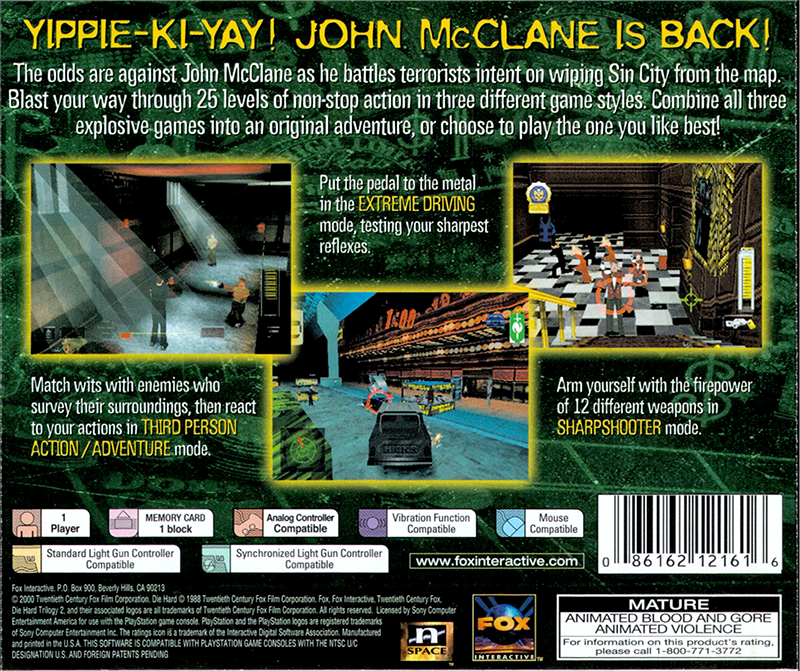 YIPPIE-KI-YAY! JOHN McCLANE IS BACK!
The odds are against John McClane as he battles terrorists intent on wiping Sin City from the map.
Blast your way through 25 levels of non-stop action in three different game styles. Combine all three
explosive games into an original adventure, or choose to play the one you like best!
Put the pedal to the metal
in the EXTREME DRIVING
mode, testing your sharpest
reflexes.
Match wits with enemies who
survey their surroundings, then react
to your actions in THIRD PERSON
ACTION / ADVENTURE mode.
1:00
Arm yourself with the firepower
of 12 different weapons in
SHARPSHOOTER mode.
1
Player
MEMORY CARD
1 block
Analog Controller
Compatible
Vibration Function
Compatible
Mouse
Compatible
Standard Light Gun Controller
Compatible
Synchronized Light Gun Controller
Compatible
www.foxinteractive.com
0 86162 12161 6
Fox Interactive. P.O. Box 900, Beverly Hills, CA 90213
© 2000 Twentieth Century Fox Film Corporation. Die Hard © 1988 Twentieth Century Fox Film Corporation. Fox, Fox Interactive, Twentieth Century Fox,
Die Hard Trilogy 2, and their associated logos are all trademarks of Twentieth Century Fox Film Corporation. All rights reserved. Licensed by Sony Computer
Entertainment America for use with the PlayStation game console. PlayStation and the PlayStation logos are registered trademarks
of Sony Computer Entertainment Inc. The ratings icon is a trademark of the Interactive Digital Software Association. Manufactured
and printed in the U.S.A. THIS SOFTWARE IS COMPATIBLE WITH PLAYSTATION GAME CONSOLES WITH THE NTSC U/C
DESIGNATION U.S. AND FOREIGN PATENTS PENDING
n
SPACE
TM
FOX
INTERACTIVE
TM
MATURE
ANIMATED BLOOD AND GORE
ANIMATED VIOLENCE
For information on this product's rating,
please call 1-800-771-3772